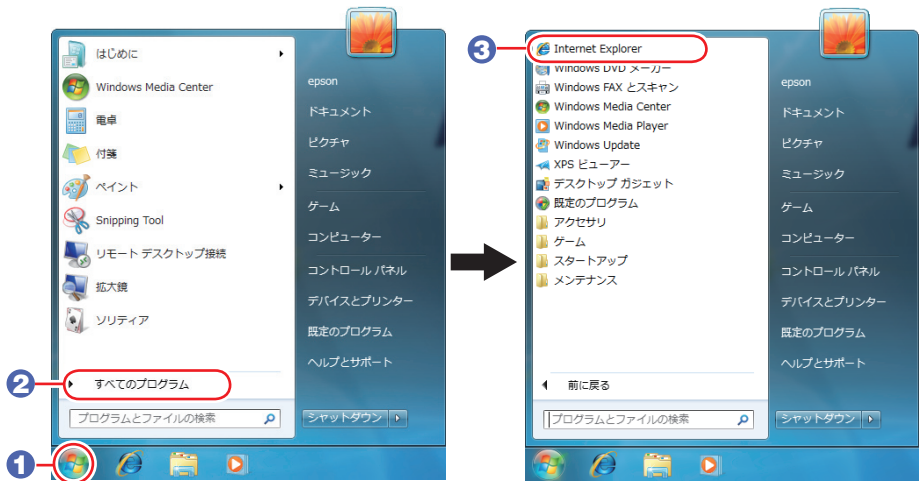 はじめに
Windows Media Center
電卓
付箋
ペイント
Snipping Tool
リモート デスクトップ接続
拡大鏡
ソリティア
2
すべてのプログラム
プログラムとファイルの検索
1
epson
ドキュメント
ピクチャ
ミュージック
ゲーム
コンピューター
コントロール パネル
デバイスとプリンター
既定のプログラム
ヘルプとサポート
シャットダウン
3
Internet Explorer
Windows DVD メーカー
Windows FAX とスキャン
Windows Media Center
Windows Media Player
Windows Update
XPS ビューアー
デスクトップ ガジェット
既定のプログラム
アクセサリ
ゲーム
スタートアップ
メンテナンス
前に戻る
プログラムとファイルの検索
epson
ドキュメント
ピクチャ
ミュージック
ゲーム
コンピューター
コントロール パネル
デバイスとプリンター
既定のプログラム
ヘルプとサポート
シャットダウン